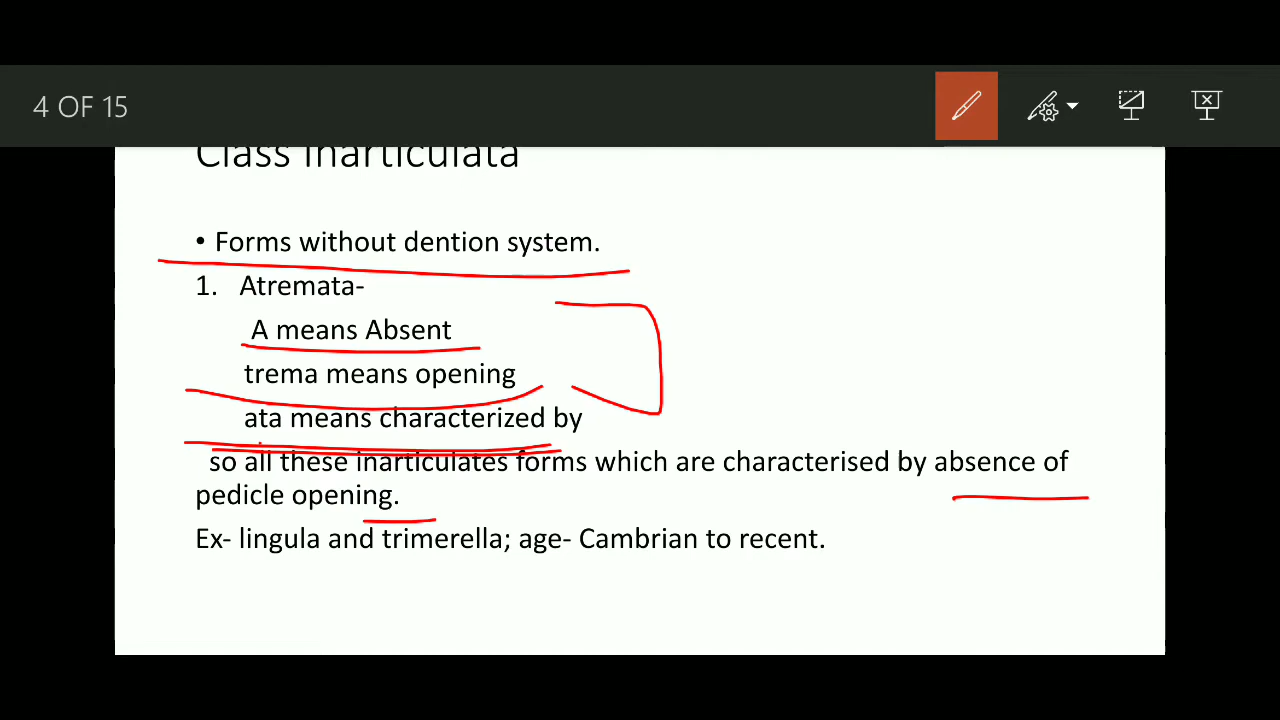 4 OF 15
Class Inarticulata
• Forms without dention system.
1. Atremata-
A means Absent
trema means opening
ata means characterized by
so all these inarticulates forms which are characterised by absence of
pedicle opening.
Ex- lingula and trimerella; age- Cambrian to recent.